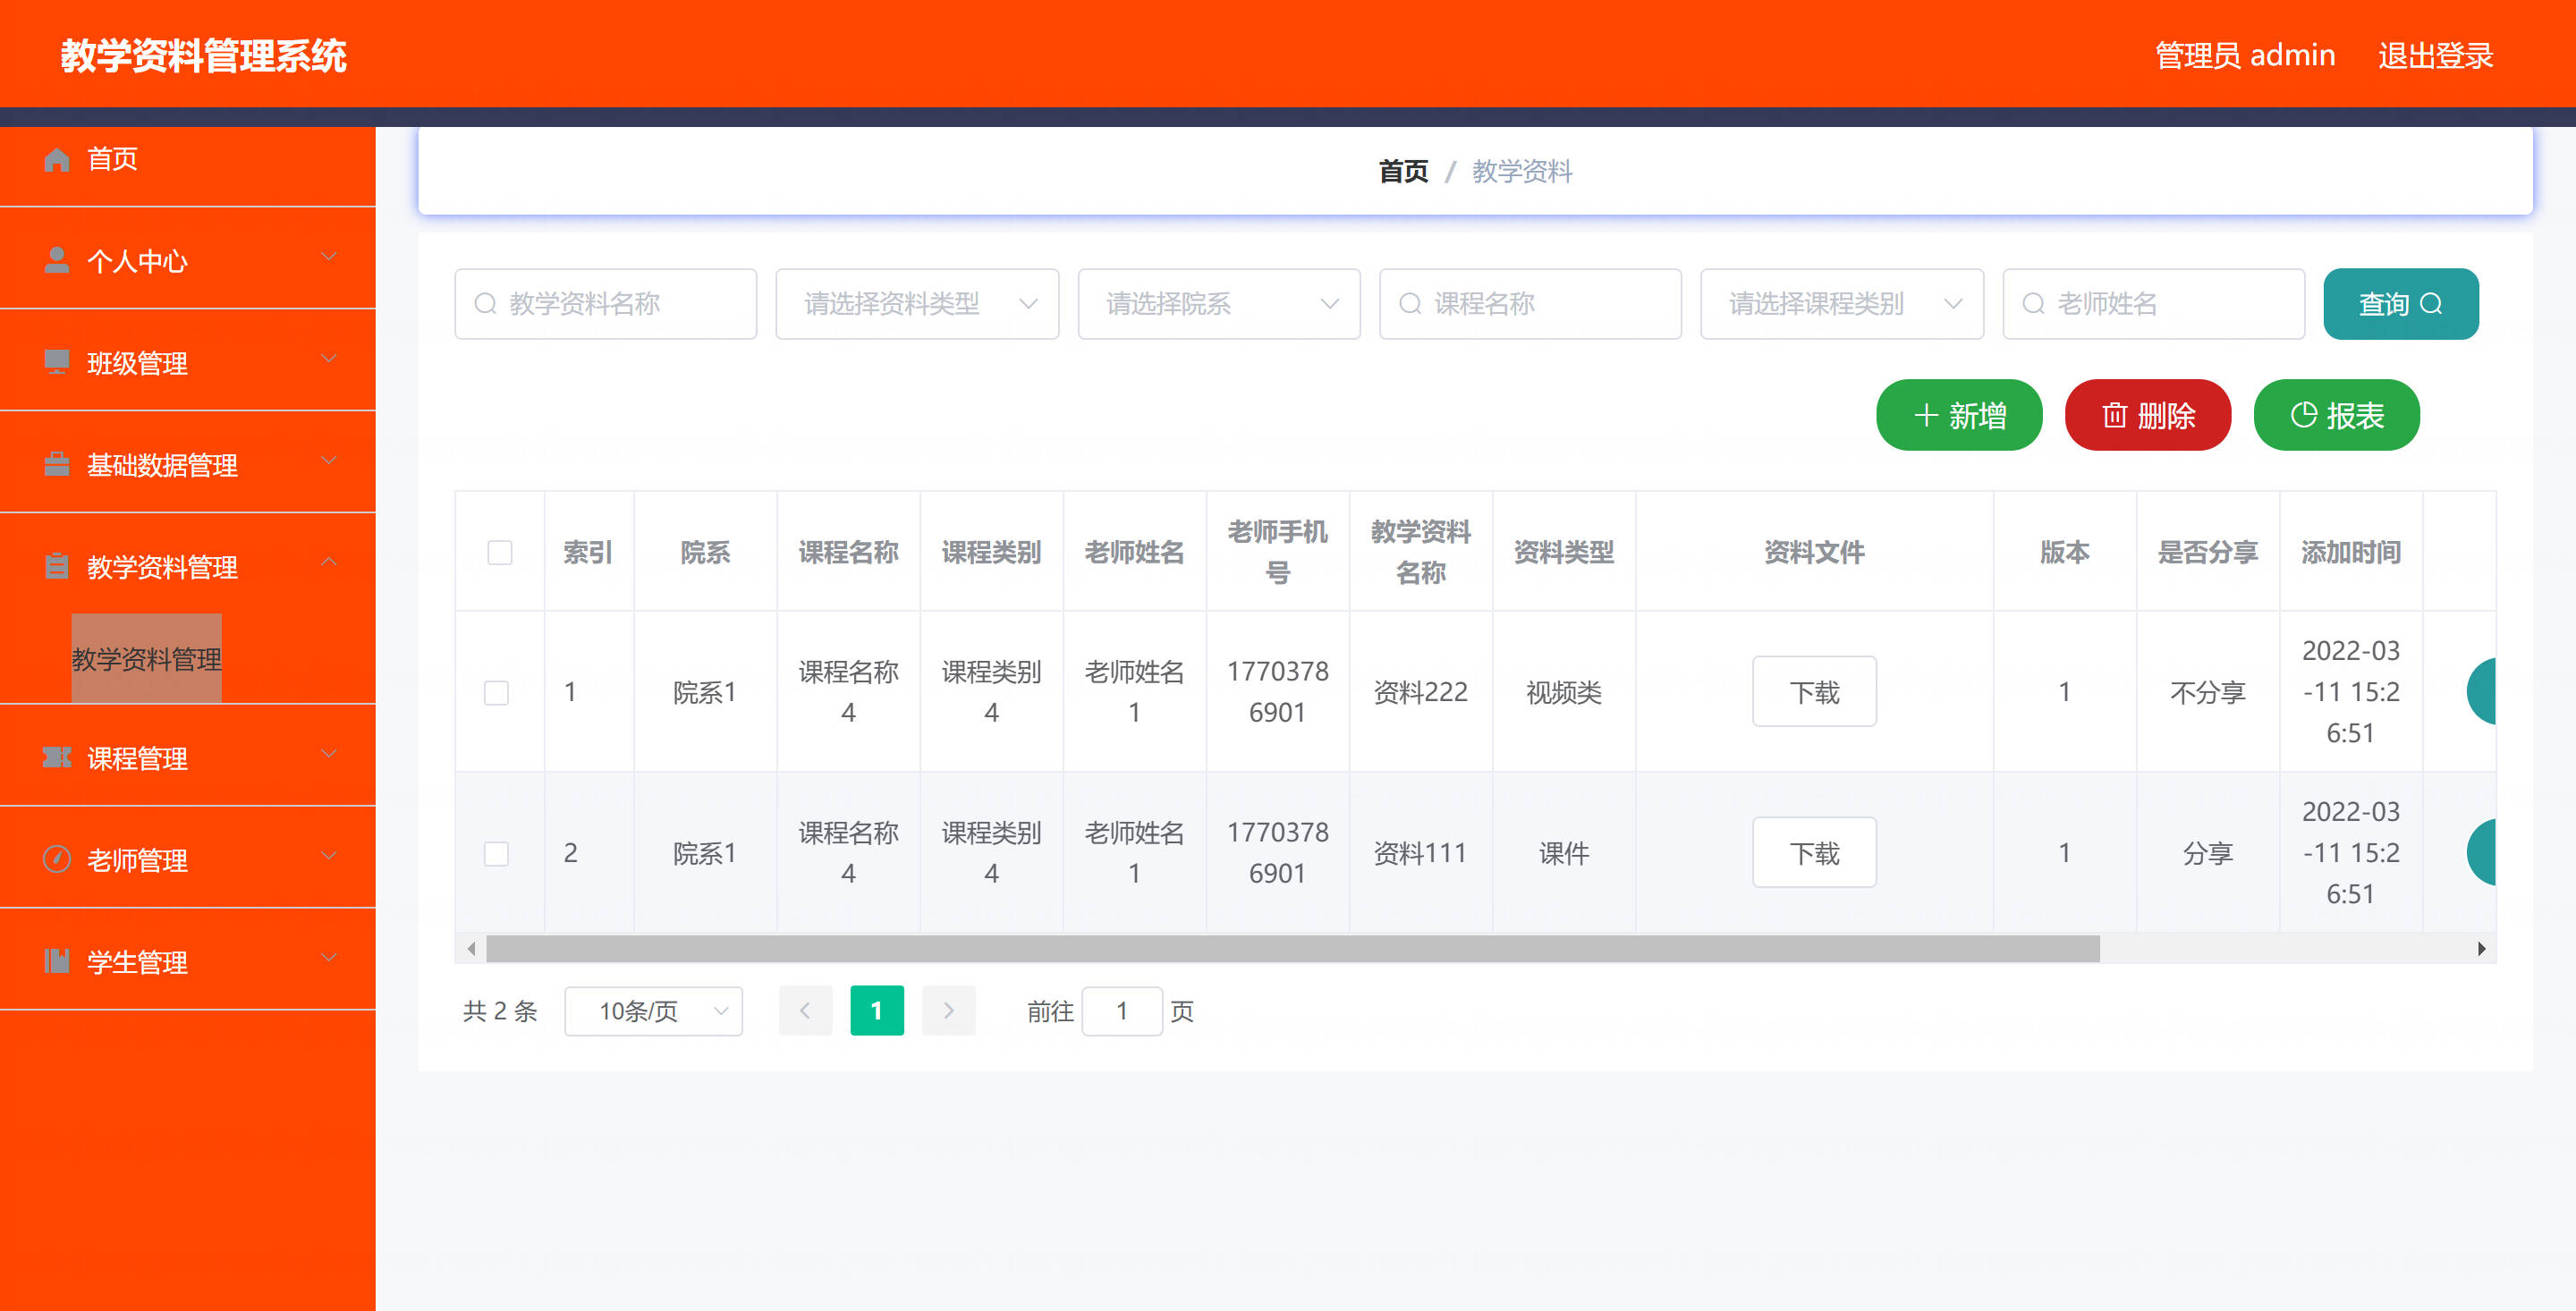 教学资料管理系统
管理员 admin 退出登录
首页
个人中心
班级管理
基础数据管理
教学资料管理
教学资料管理
课程管理
老师管理
学生管理
首页 / 教学资料
教学资料名称 请选择资料类型 请选择院系 课程名称 请选择课程类别 老师姓名 查询
新增 删除 报表
索引 院系 课程名称 课程类别 老师姓名 老师手机号 教学资料名称 资料类型 资料文件 版本 是否分享 添加时间
1 院系1 课程名称4 课程类别4 老师姓名1 17703786901 资料222 视频类 下载 1 不分享 2022-03-11 15:26:51
2 院系1 课程名称4 课程类别4 老师姓名1 17703786901 资料111 课件 下载 1 分享 2022-03-11 15:26:51
共 2 条 10条/页 1 前往 1 页